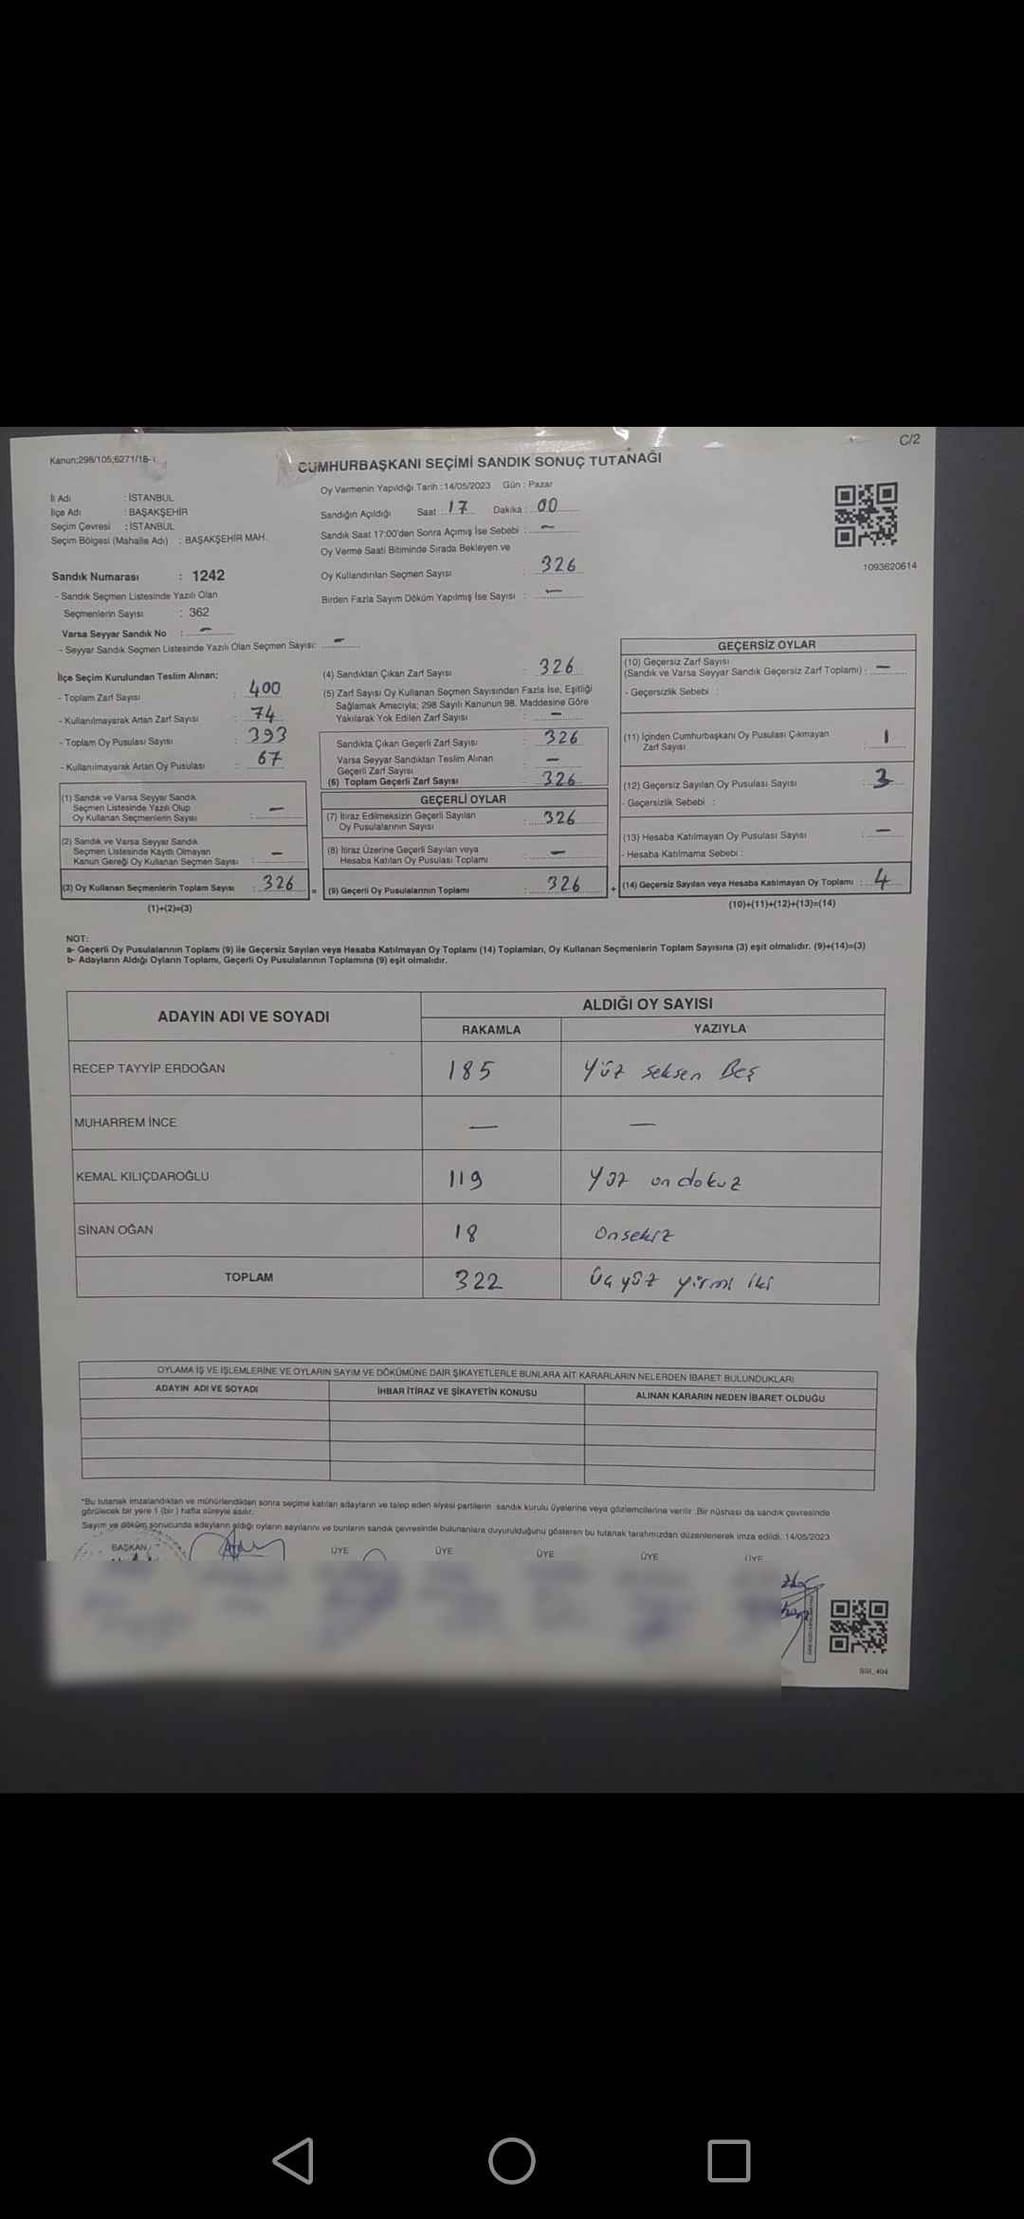 C/2
Kanun:298/105;6271/18-
CUMHURBAŞKANI SEÇİMİ SANDIK SONUÇ TUTANAĞI
İl Adı : İSTANBUL
İlçe Adı : BAŞAKŞEHİR
Seçim Çevresi : İSTANBUL
Seçim Bölgesi (Mahalle Adı) : BAŞAKŞEHİR MAH.
Oy Vermenin Yapıldığı Tarih : 14/05/2023 Gün : Pazar
Sandığın Açıldığı Saat 17 Dakika 00
Sandık Saat 17:00'den Sonra Açımış İse Sebebi : -
Oy Verme Saati Bitiminde Sırada Bekleyen ve
Oy Kullandırılan Seçmen Sayısı : 326
Birden Fazla Sayım Döküm Yapılmış İse Sayısı : -
1093620614
Sandık Numarası : 1242
- Sandık Seçmen Listesinde Yazılı Olan
Seçmenlerin Sayısı : 362
Varsa Seyyar Sandık No : -
- Seyyar Sandık Seçmen Listesinde Yazılı Olan Seçmen Sayısı: -
İlçe Seçim Kurulundan Teslim Alınan;
- Toplam Zarf Sayısı : 400
- Kullanılmayarak Artan Zarf Sayısı : 74
- Toplam Oy Pusulası Sayısı : 393
- Kullanılmayarak Artan Oy Pusulası : 67
(1) Sandık ve Varsa Seyyar Sandık
Seçmen Listesinde Yazılı Olup
Oy Kullanan Seçmenlerin Sayısı : -
(2) Sandık ve Varsa Seyyar Sandık
Seçmen Listesinde Kayıtlı Olmayan
Kanun Gereği Oy Kullanan Seçmen Sayısı : -
(3) Oy Kullanan Seçmenlerin Toplam Sayısı : 326
(1)+(2)=(3)
(4) Sandıktan Çıkan Zarf Sayısı : 326
(5) Zarf Sayısı Oy Kullanan Seçmen Sayısından Fazla İse, Eşitliği
Sağlamak Amacıyla; 298 Sayılı Kanunun 98. Maddesine Göre
Yakılarak Yok Edilen Zarf Sayısı : -
Sandıkta Çıkan Geçerli Zarf Sayısı : 326
Varsa Seyyar Sandıktan Teslim Alınan
Geçerli Zarf Sayısı : -
(6) Toplam Geçerli Zarf Sayısı : 326
GEÇERLİ OYLAR
(7) İtiraz Edilmeksizin Geçerli Sayılan
Oy Pusulalarının Sayısı : 326
(8) İtiraz Üzerine Geçerli Sayılan veya
Hesaba Katılan Oy Pusulası Toplamı : -
= (9) Geçerli Oy Pusulalarının Toplamı : 326
GEÇERSİZ OYLAR
(10) Geçersiz Zarf Sayısı
(Sandık ve Varsa Seyyar Sandık Geçersiz Zarf Toplamı) : -
- Geçersizlik Sebebi :
(11) İçinden Cumhurbaşkanı Oy Pusulası Çıkmayan
Zarf Sayısı : 1
(12) Geçersiz Sayılan Oy Pusulası Sayısı : 3
- Geçersizlik Sebebi :
(13) Hesaba Katılmayan Oy Pusulası Sayısı : -
- Hesaba Katılmama Sebebi :
+ (14) Geçersiz Sayılan veya Hesaba Katılmayan Oy Toplamı : 4
(10)+(11)+(12)+(13)=(14)
NOT:
a- Geçerli Oy Pusulalarının Toplamı (9) ile Geçersiz Sayılan veya Hesaba Katılmayan Oy Toplamı (14) Toplamları, Oy Kullanan Seçmenlerin Toplam Sayısına (3) eşit olmalıdır. (9)+(14)=(3)
b- Adayların Aldığı Oyların Toplamı, Geçerli Oy Pusulalarının Toplamına (9) eşit olmalıdır.
ADAYIN ADI VE SOYADI
ALDIĞI OY SAYISI
RAKAMLA YAZIYLA
RECEP TAYYİP ERDOĞAN 185 Yüz seksen Beş
MUHARREM İNCE - -
KEMAL KILIÇDAROĞLU 119 Yüz on dokuz
SİNAN OĞAN 18 Onsekiz
TOPLAM 322 Üç yüz yirmi iki
OYLAMA İŞ VE İŞLEMLERİNE VE OYLARIN SAYIM VE DÖKÜMÜNE DAİR ŞİKAYETLERLE BUNLARA AİT KARARLARIN NELERDEN İBARET BULUNDUKLARI
ADAYIN ADI VE SOYADI İHBAR İTİRAZ VE ŞİKAYETİN KONUSU ALINAN KARARIN NEDEN İBARET OLDUĞU
*Bu tutanak imzalandıktan ve mühürlendikten sonra seçime katılan adayların ve talep eden siyasi partilerin sandık kurulu üyelerine veya gözlemcilerine verilir. Bir nüshası da sandık çevresinde
görülecek bir yere 1 (bir) hafta süreyle asılır.
Sayım ve döküm sonucunda adayların aldığı oyların sayılarını ve bunların sandık çevresinde bulunanlara duyurulduğunu gösteren bu tutanak tarafımızdan düzenlenerek imza edildi. 14/05/2023
BAŞKAN ÜYE ÜYE ÜYE ÜYE ÜYE